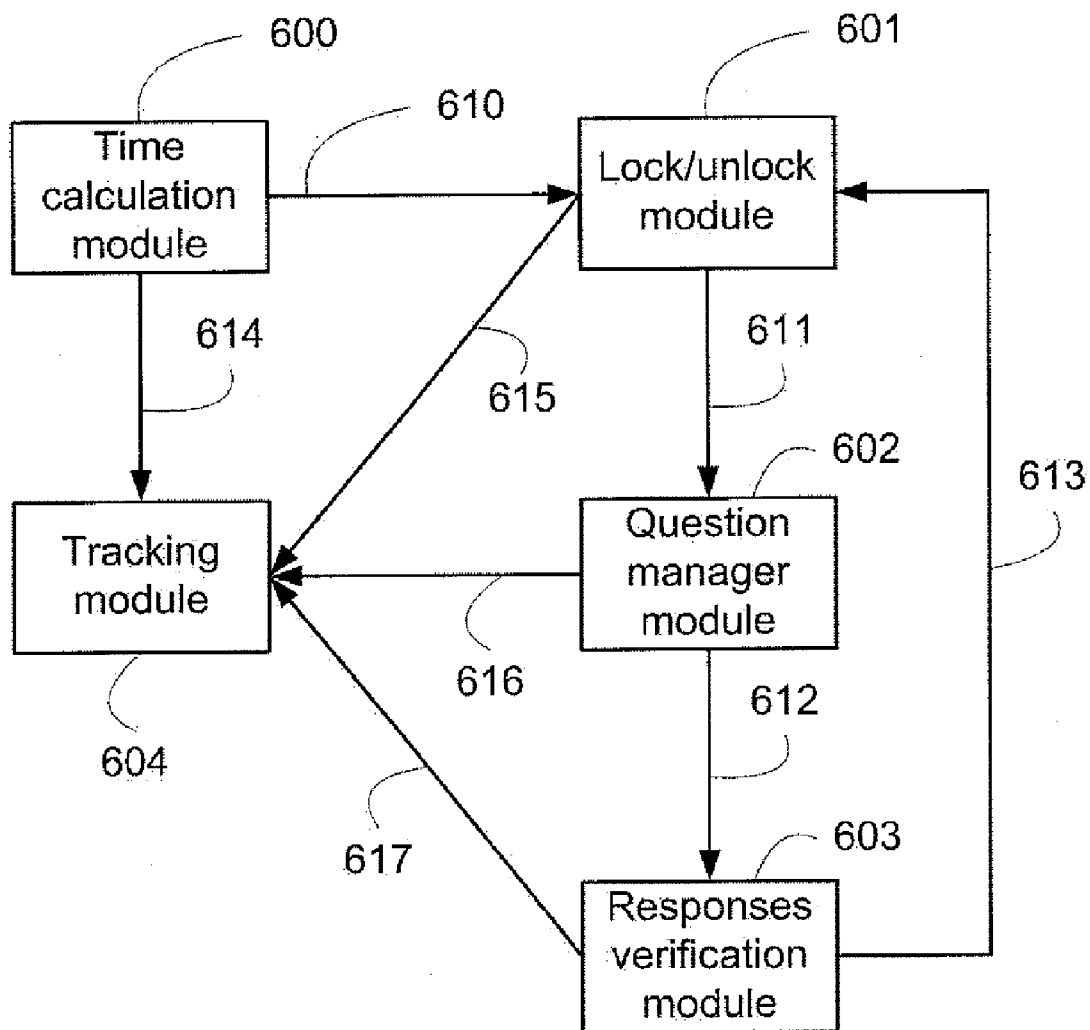 600
601
610
Time
calculation
module
Lock/unlock
module
614
615
611
602
613
Tracking
module
Question
manager
module
616
612
604
617
603
Responses
verification
module